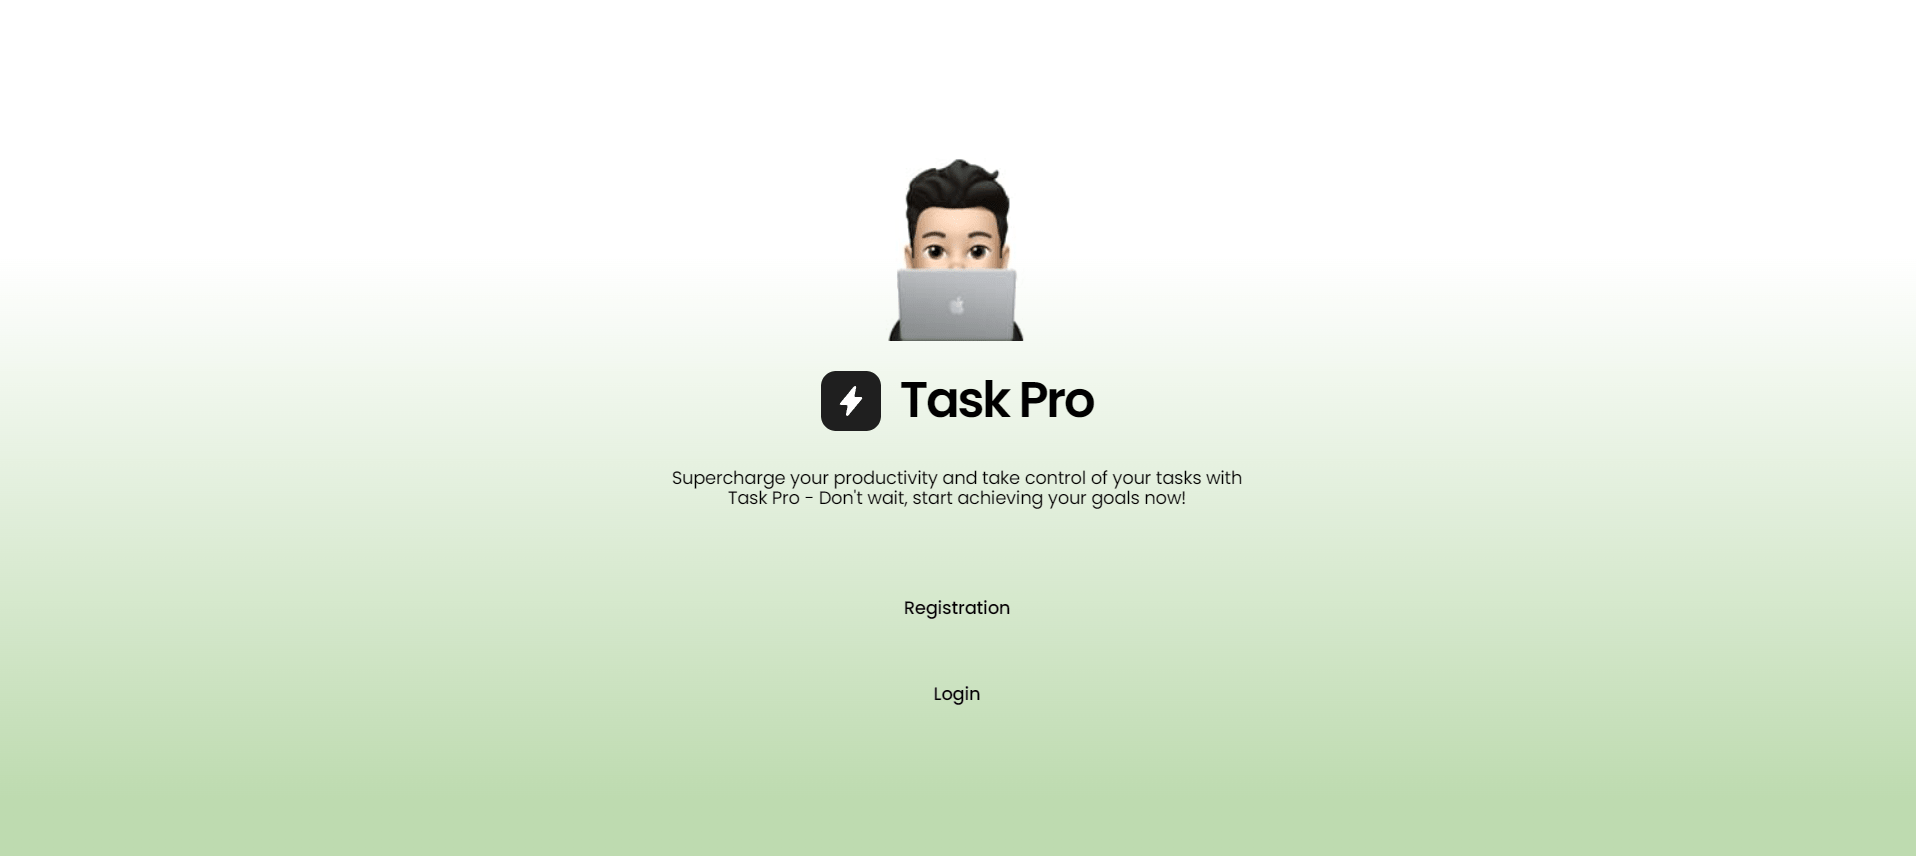 Task Pro
Supercharge your productivity and take control of your tasks with
Task Pro - Don't wait, start achieving your goals now!
Registration
Login